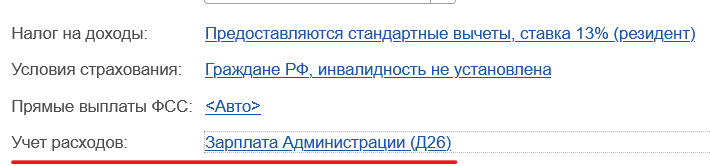 Налог на доходы: Предоставляются стандартные вычеты, ставка 13% (резидент)
Условия страхования: Граждане РФ, инвалидность не установлена
Прямые выплаты ФСС: <Авто>
Учет расходов: Зарплата Администрации (Д26)